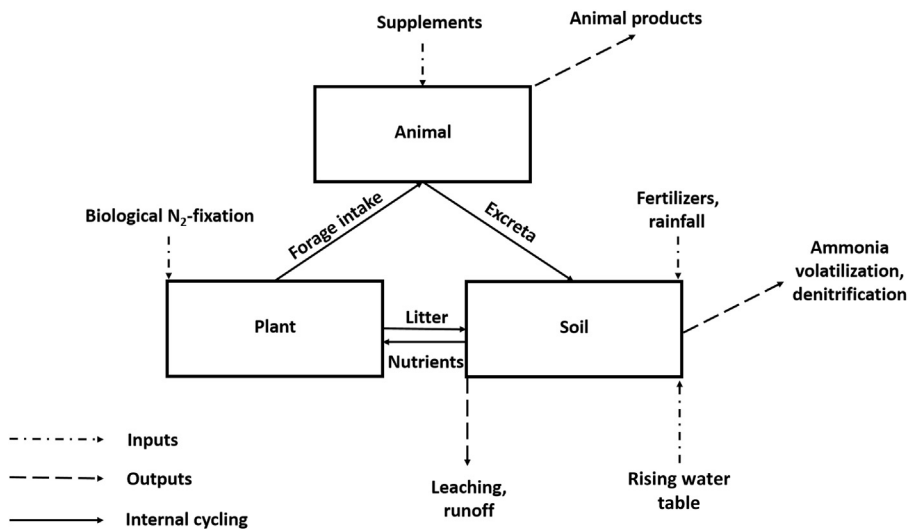 Supplements
Animal products
Animal
Biological N₂-fixation
Forage intake
Excreta
Fertilizers,
rainfall
Ammonia
volatilization,
denitrification
Plant
Litter
Nutrients
Soil
Inputs
Outputs
Internal cycling
Leaching,
runoff
Rising water
table